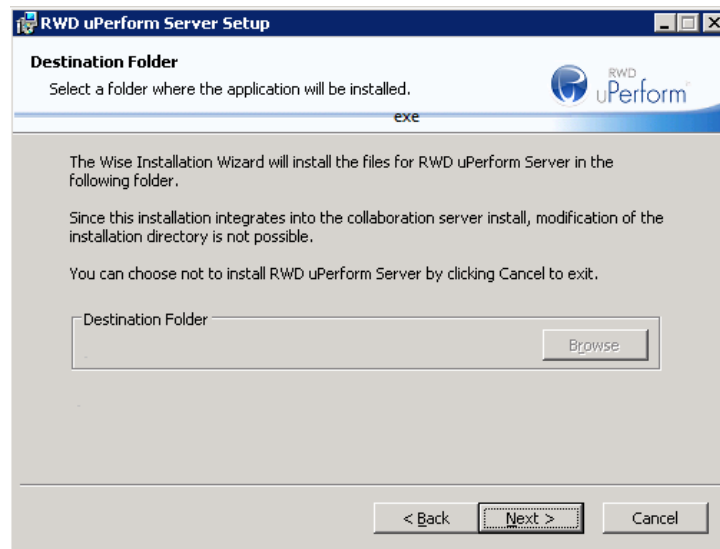 RWD uPerform Server Setup
Destination Folder
Select a folder where the application will be installed.
RWD
uPerform
exe
The Wise Installation Wizard will install the files for RWD uPerform Server in the
following folder.
Since this installation integrates into the collaboration server install, modification of the
installation directory is not possible.
You can choose not to install RWD uPerform Server by clicking Cancel to exit.
Destination Folder
Browse
< Back
Next >
Cancel